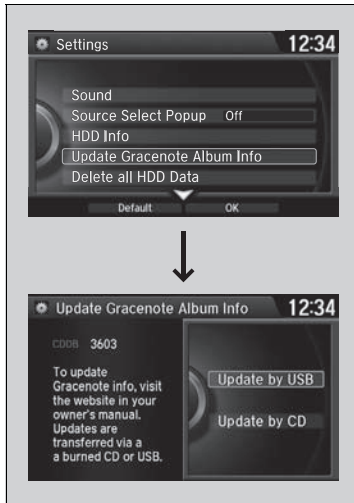 Settings 12:34
Sound
Source Select Popup Off
HDD Info
Update Gracenote Album Info
Delete all HDD Data
Default OK
Update Gracenote Album Info 12:34
CDDB 3603
To update
Gracenote info, visit
the website in your
owner's manual.
Updates are
transferred via a
a burned CD or USB.
Update by USB
Update by CD